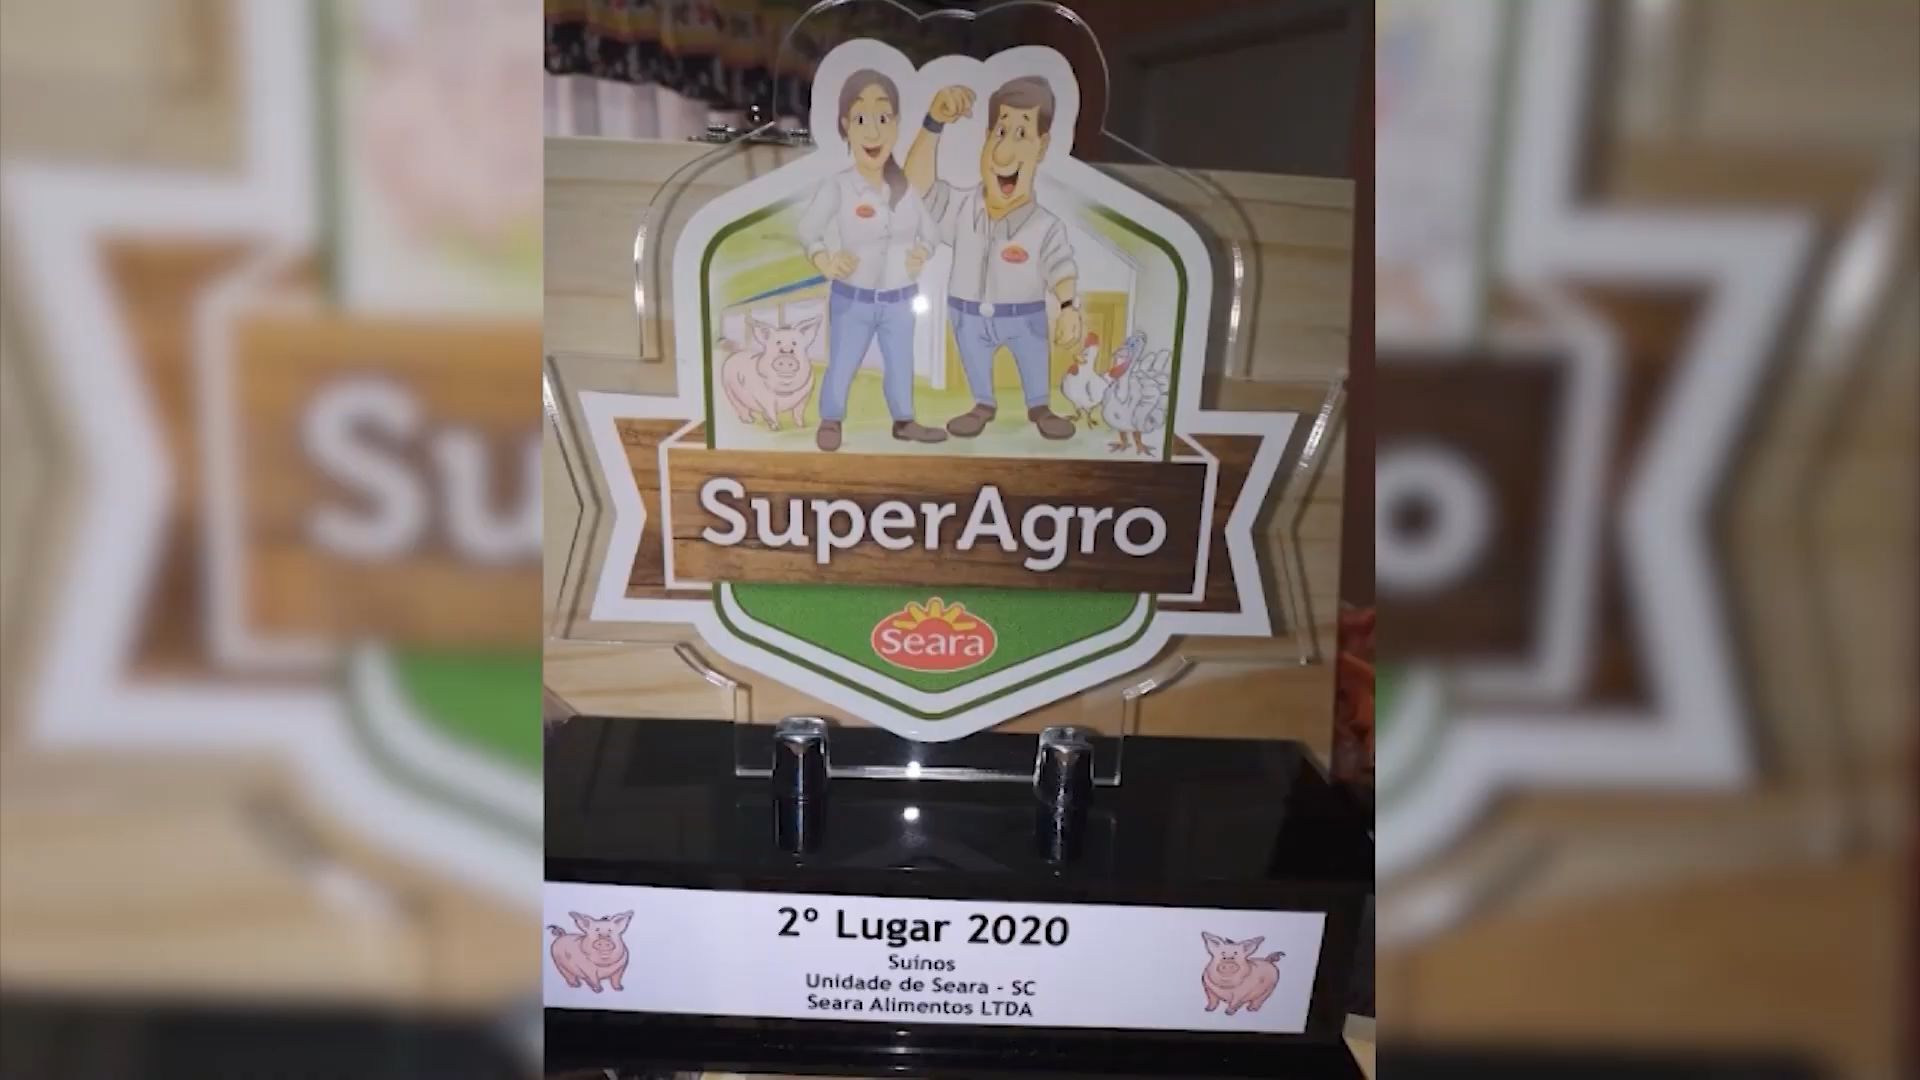 SuperAgro
Seara
2º Lugar 2020
Suínos
Unidade de Seara - SC
Seara Alimentos LTDA